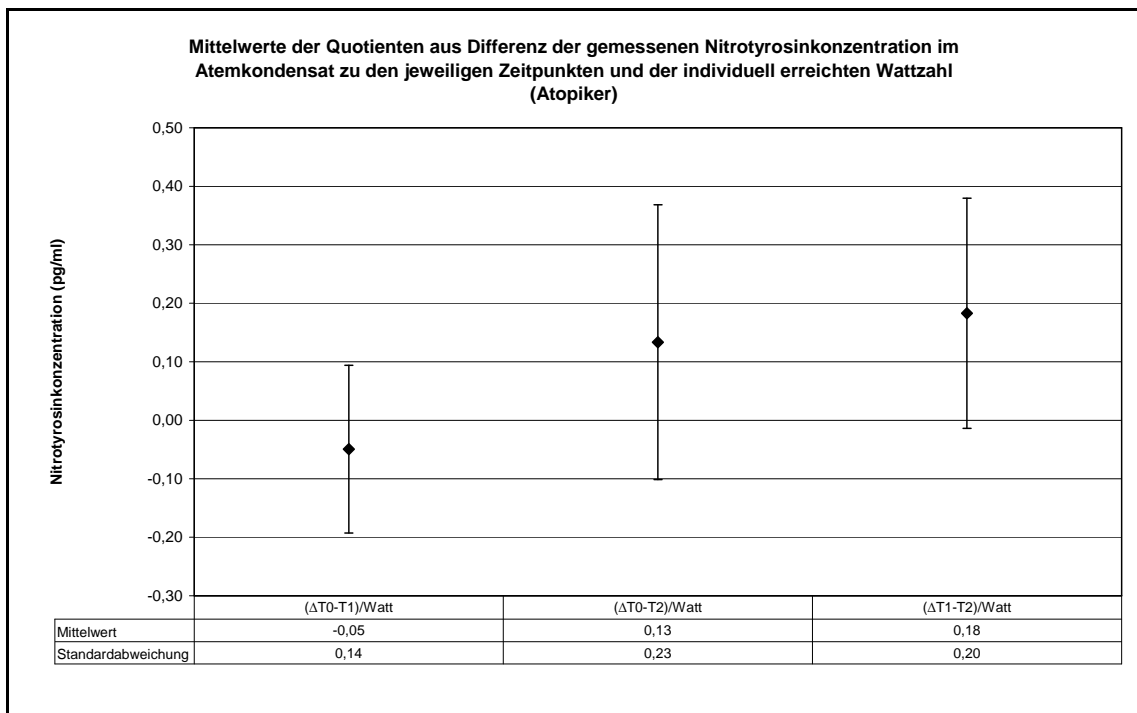 Mittelwerte der Quotienten aus Differenz der gemessenen Nitrotyrosinkonzentration im
Atemkondensat zu den jeweiligen Zeitpunkten und der individuell erreichten Wattzahl
(Atopiker)
Nitrotyrosinkonzentration (pg/ml)
0,50
0,40
0,30
0,20
0,10
0,00
-0,10
-0,20
-0,30
(ΔT0-T1)/Watt (ΔT0-T2)/Watt (ΔT1-T2)/Watt
Mittelwert -0,05 0,13 0,18
Standardabweichung 0,14 0,23 0,20